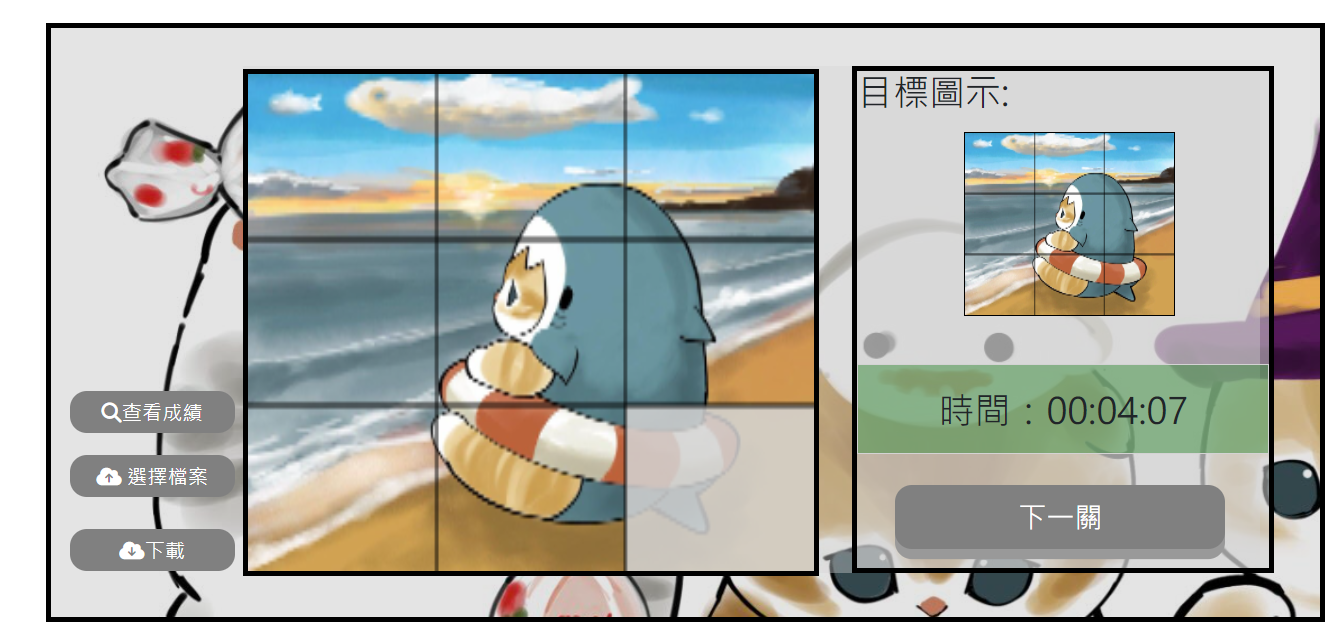 目標圖示:
時間：00:04:07
下一關
查看成績
選擇檔案
下載